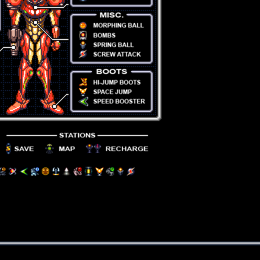 MISC.
MORPHING BALL
BOMBS
SPRING BALL
SCREW ATTACK
BOOTS
HI-JUMP BOOTS
SPACE JUMP
SPEED BOOSTER
STATIONS
SAVE MAP RECHARGE